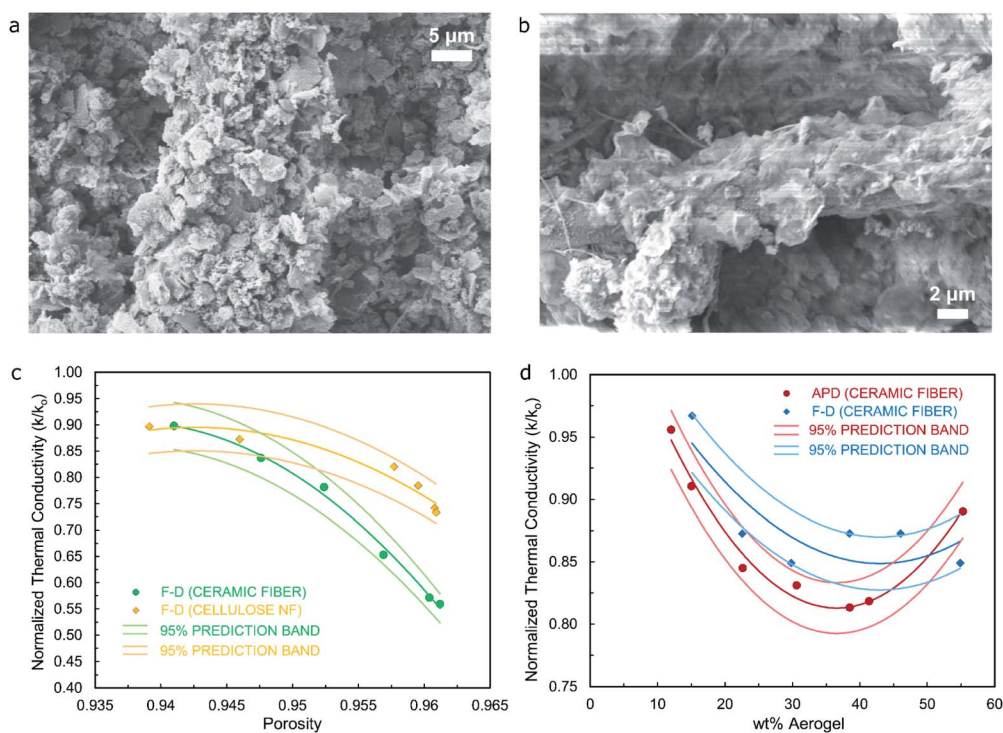 a
5 μm
b
2 μm
c
Normalized Thermal Conductivity (k/kₒ)
1.00
0.95
0.90
0.85
0.80
0.75
0.70
0.65
0.60
0.55
0.50
0.45
0.40
F-D (CERAMIC FIBER)
F-D (CELLULOSE NF)
95% PREDICTION BAND
95% PREDICTION BAND
0.935
0.94
0.945
0.95
0.955
0.96
0.965
Porosity
d
Normalized Thermal Conductivity (k/kₒ)
1.00
0.95
0.90
0.85
0.80
0.75
APD (CERAMIC FIBER)
F-D (CERAMIC FIBER)
95% PREDICTION BAND
95% PREDICTION BAND
0
10
20
30
40
50
60
wt% Aerogel